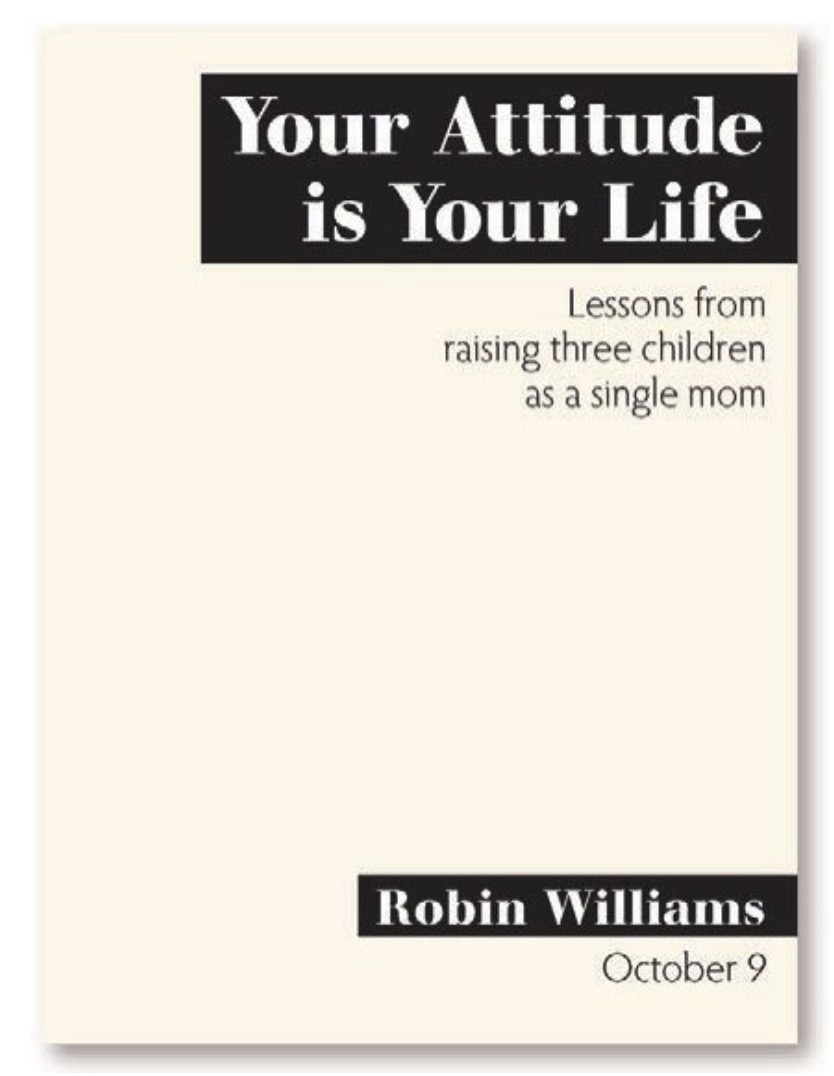 Your Attitude
is Your Life
Lessons from
raising three children
as a single mom
Robin Williams
October 9